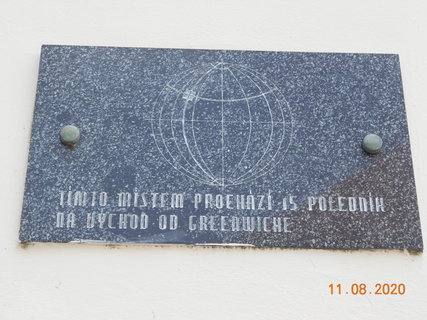 TÍMTO MÍSTEM PROCHÁZÍ 15 POLEDNÍK
NA VÝCHOD OD GREENWICHE
11.08.2020